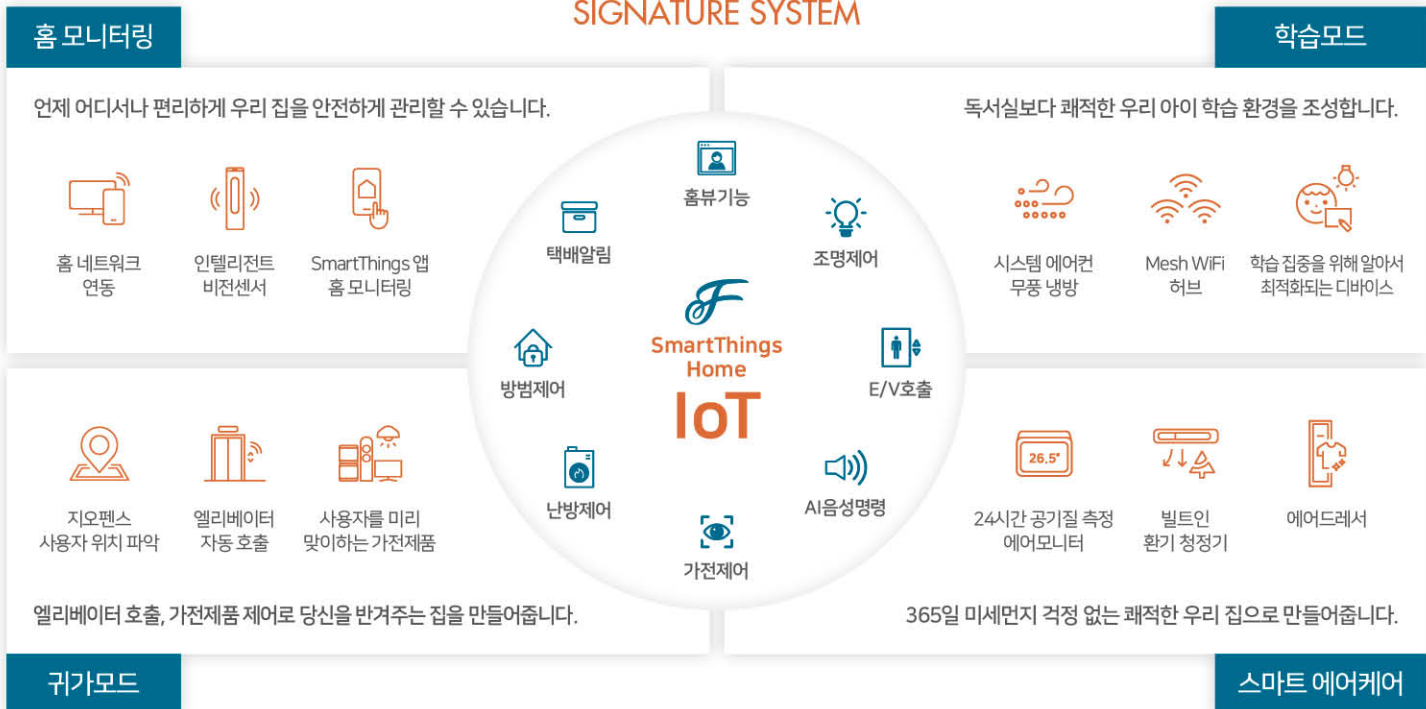 SIGNATURE SYSTEM
홈 모니터링
언제 어디서나 편리하게 우리 집을 안전하게 관리할 수 있습니다.
홈 네트워크
연동
인텔리전트
비전센서
SmartThings 앱
홈 모니터링
학습모드
독서실보다 쾌적한 우리 아이 학습 환경을 조성합니다.
시스템 에어컨
무풍 냉방
Mesh WiFi
허브
학습 집중을 위해 알아서
최적화되는 디바이스
홈뷰기능
택배알림
조명제어
SmartThings
Home
IoT
방범제어
E/V호출
난방제어
AI음성명령
가전제어
지오펜스
사용자 위치 파악
엘리베이터
자동 호출
사용자를 미리
맞이하는 가전제품
엘리베이터 호출, 가전제품 제어로 당신을 반겨주는 집을 만들어줍니다.
귀가모드
26.5°
24시간 공기질 측정
에어모니터
빌트인
환기 청정기
에어드레서
365일 미세먼지 걱정 없는 쾌적한 우리 집으로 만들어줍니다.
스마트 에어케어